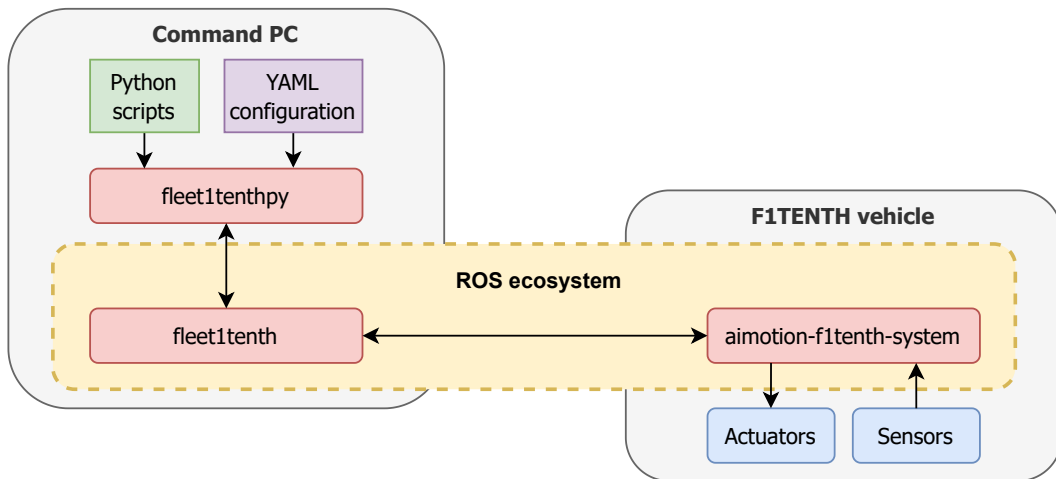 Command PC
Python
scripts
YAML
configuration
fleet1tenthpy
F1TENTH vehicle
ROS ecosystem
fleet1tenth
aimotion-f1tenth-system
Actuators
Sensors